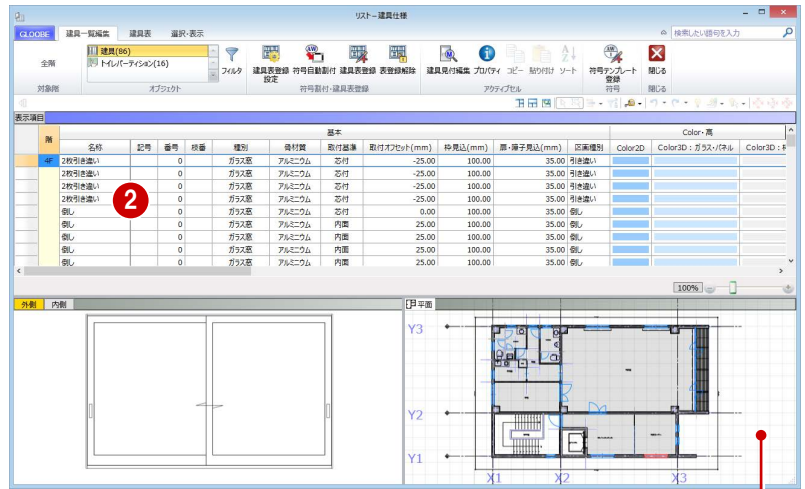 リスト－建具仕様
GLOOBE 建具一覧編集 建具表 選択・表示 検索したい語句を入力
全階
対象階
建具(86)
トイレパーティション(16)
オブジェクト
フィルタ 建具表登録設定 符号自動割付 建具表登録 表登録解除
符号割付・建具表登録
建具見付編集 プロパティ コピー 貼り付け ソート
アクティブセル
符号テンプレート登録
符号
閉じる
閉じる
表示項目
階 基本 Color・高
名称 記号 番号 枝番 種別 骨材質 取付基準 取付オフセット(mm) 枠見込(mm) 扉・障子見込(mm) 区画種別 Color2D Color3D：ガラス・パネル Color3D：枠
4F 2枚引き違い 0 ガラス窓 アルミニウム 芯付 -25.00 100.00 35.00 引き違い
2枚引き違い 0 ガラス窓 アルミニウム 芯付 -25.00 100.00 35.00 引き違い
2枚引き違い 0 ガラス窓 アルミニウム 芯付 -25.00 100.00 35.00 引き違い
2枚引き違い 0 ガラス窓 アルミニウム 芯付 -25.00 100.00 35.00 引き違い
倒し 0 ガラス窓 アルミニウム 芯付 0.00 100.00 35.00 倒し
倒し 0 ガラス窓 アルミニウム 内面 25.00 100.00 35.00 倒し
倒し 0 ガラス窓 アルミニウム 内面 25.00 100.00 35.00 倒し
倒し 0 ガラス窓 アルミニウム 内面 25.00 100.00 35.00 倒し
倒し 0 ガラス窓 アルミニウム 内面 25.00 100.00 35.00 倒し
2
100%
外側 内側
平面
Y3
Y2
Y1
X1 X2 X3